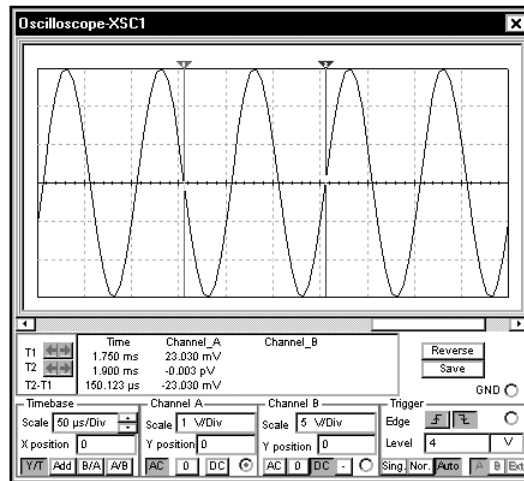 Oscilloscope-XSC1
1 2
Time Channel_A Channel_B
T1 1.750 ms 23.030 mV
T2 1.900 ms -0.003 pV
T2-T1 150.123 µs -23.030 mV
Reverse
Save
GND
Timebase
Scale 50 µs/Div
X position 0
Y/T Add B/A A/B
Channel A
Scale 1 V/Div
Y position 0
AC 0 DC
Channel B
Scale 5 V/Div
Y position 0
AC 0 DC -
Trigger
Edge
Level 4 V
Sing. Nor. Auto A B Ext